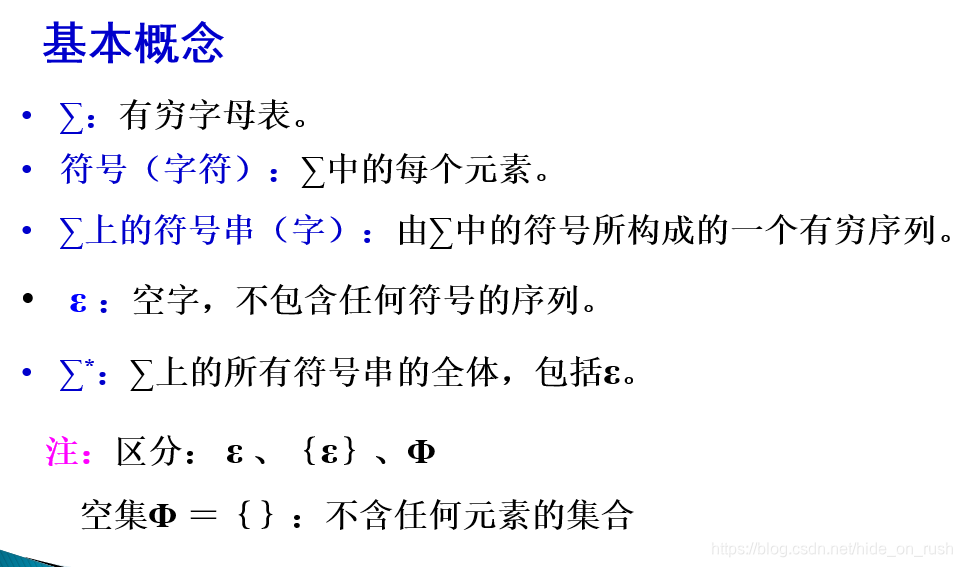 基本概念
• ∑：有穷字母表。
• 符号（字符）：∑中的每个元素。
• ∑上的符号串（字）：由∑中的符号所构成的一个有穷序列。
• ε：空字，不包含任何符号的序列。
• ∑*：∑上的所有符号串的全体，包括ε。
注：区分： ε 、｛ε｝、Φ
空集Φ ＝｛ ｝：不含任何元素的集合
https://blog.csdn.net/hide_on_rush